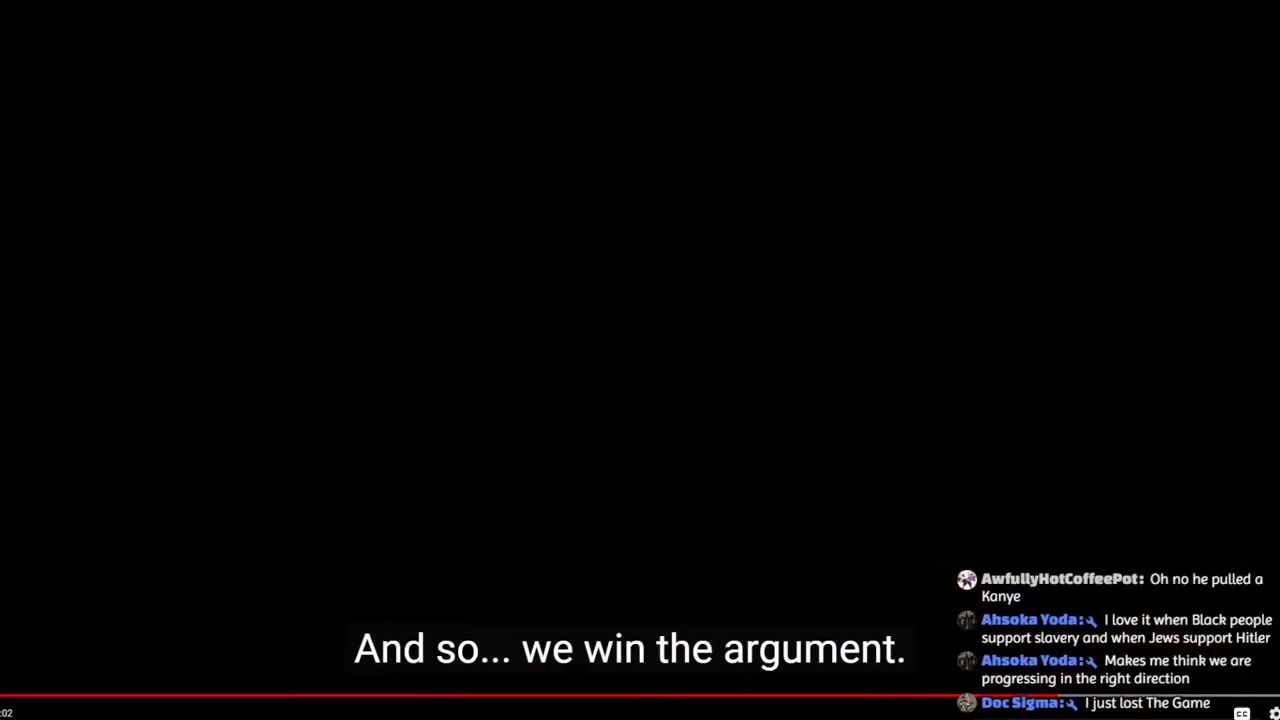 AwfullyHotCoffeePot: Oh no he pulled a
Kanye
Ahsoka Yoda: I love it when Black people
support slavery and when Jews support Hitler
Ahsoka Yoda: Makes me think we are
progressing in the right direction
Doc Sigma: I just lost The Game
And so... we win the argument.
:02
CC